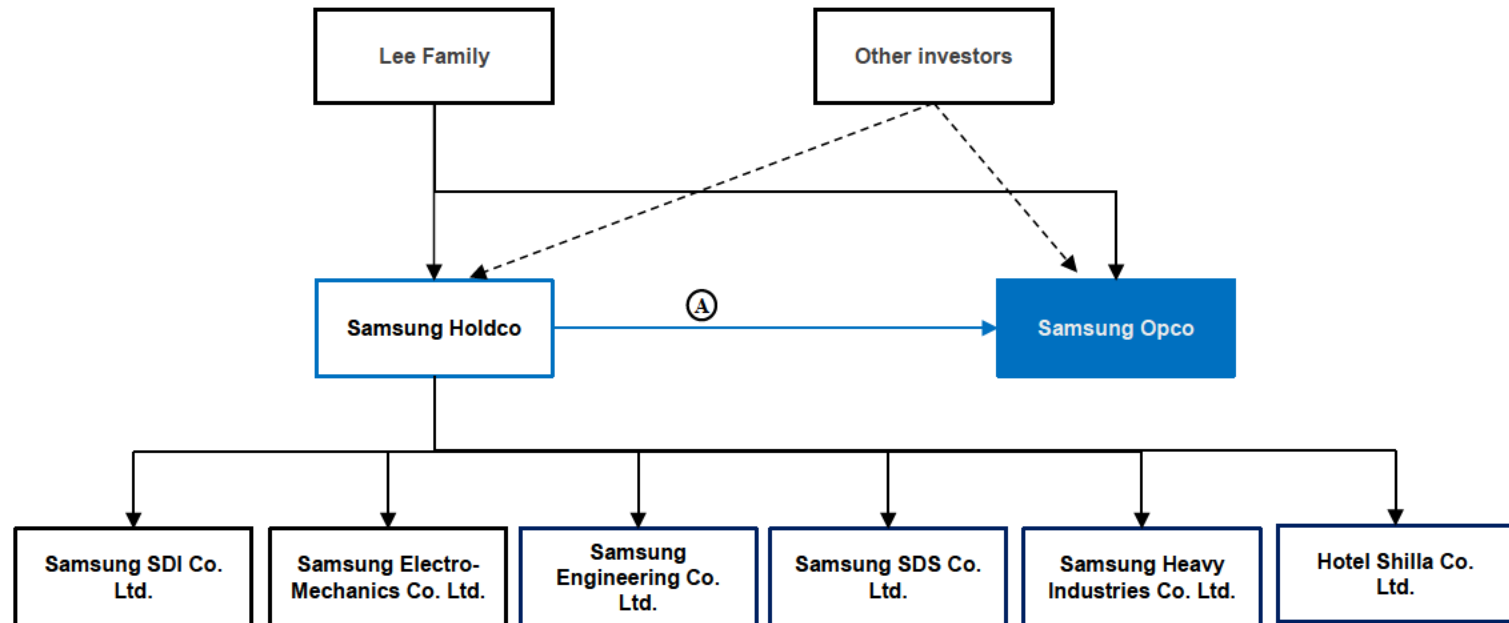 Lee Family
Other investors
Samsung Holdco
A
Samsung Opco
Samsung SDI Co.
Ltd.
Samsung Electro-
Mechanics Co. Ltd.
Samsung
Engineering Co.
Ltd.
Samsung SDS Co.
Ltd.
Samsung Heavy
Industries Co. Ltd.
Hotel Shilla Co.
Ltd.